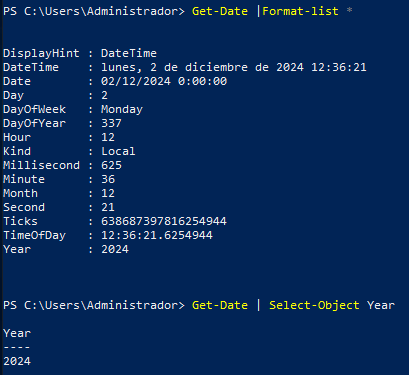 PS C:\Users\Administrador> Get-Date |Format-list *
DisplayHint : DateTime
DateTime    : lunes, 2 de diciembre de 2024 12:36:21
Date        : 02/12/2024 0:00:00
Day         : 2
DayOfWeek   : Monday
DayOfYear   : 337
Hour        : 12
Kind        : Local
Millisecond : 625
Minute      : 36
Month       : 12
Second      : 21
Ticks       : 638687397816254944
TimeOfDay   : 12:36:21.6254944
Year        : 2024
PS C:\Users\Administrador> Get-Date | Select-Object Year
Year
----
2024